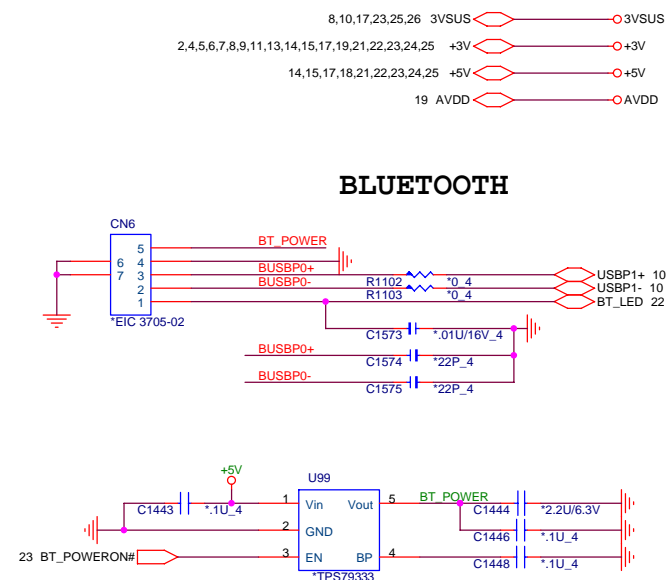 8,10,17,23,25,26 3VSUS 3VSUS
2,4,5,6,7,8,9,11,13,14,15,17,19,21,22,23,24,25 +3V +3V
14,15,17,18,21,22,23,24,25 +5V +5V
19 AVDD AVDD
BLUETOOTH
CN6
5 BT_POWER
6 4
7 3 BUSBP0+ R1102 *0_4 USBP1+ 10
2 BUSBP0- R1103 *0_4 USBP1- 10
1 BT_LED 22
*EIC 3705-02
C1573 *.01U/16V_4
BUSBP0+ C1574 *22P_4
BUSBP0- C1575 *22P_4
+5V
U99
C1443 *.1U_4 1 Vin Vout 5 BT_POWER C1444 *2.2U/6.3V
2 GND C1446 *.1U_4
23 BT_POWERON# 3 EN BP 4 C1448 *.1U_4
*TPS79333